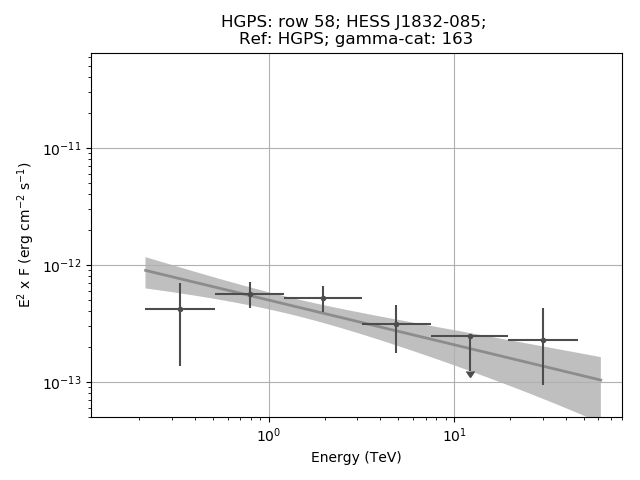 HGPS: row 58; HESS J1832-085;
Ref: HGPS; gamma-cat: 163
E² x F (erg cm⁻² s⁻¹)
10⁻¹¹
10⁻¹²
10⁻¹³
10⁰ 10¹
Energy (TeV)